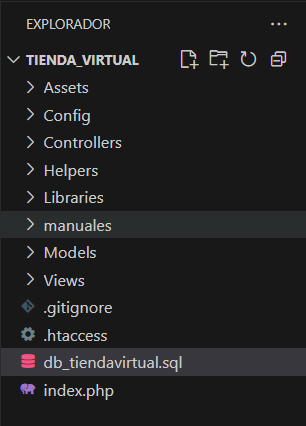 EXPLORADOR
TIENDA_VIRTUAL
Assets
Config
Controllers
Helpers
Libraries
manuales
Models
Views
.gitignore
.htaccess
db_tiendavirtual.sql
index.php